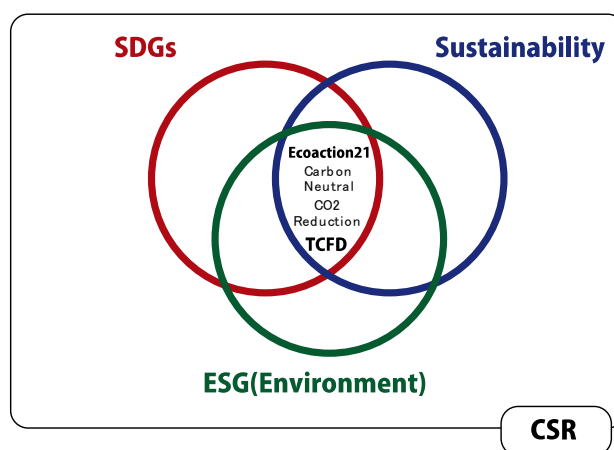 SDGs
Sustainability
Ecoaction21
Carbon
Neutral
CO2
Reduction
TCFD
ESG(Environment)
CSR